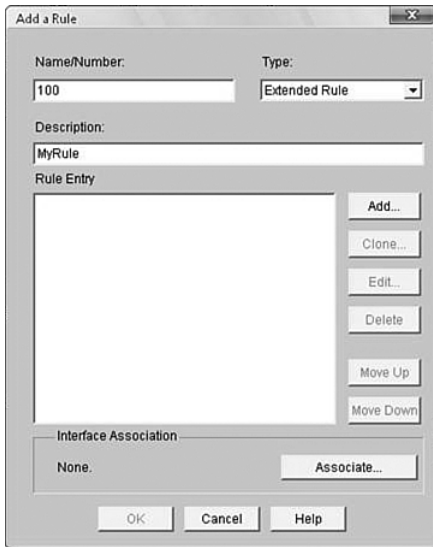 Add a Rule
Name/Number:
Type:
100
Extended Rule
Description:
MyRule
Rule Entry
Add...
Clone...
Edit...
Delete
Move Up
Move Down
Interface Association
None.
Associate...
OK
Cancel
Help